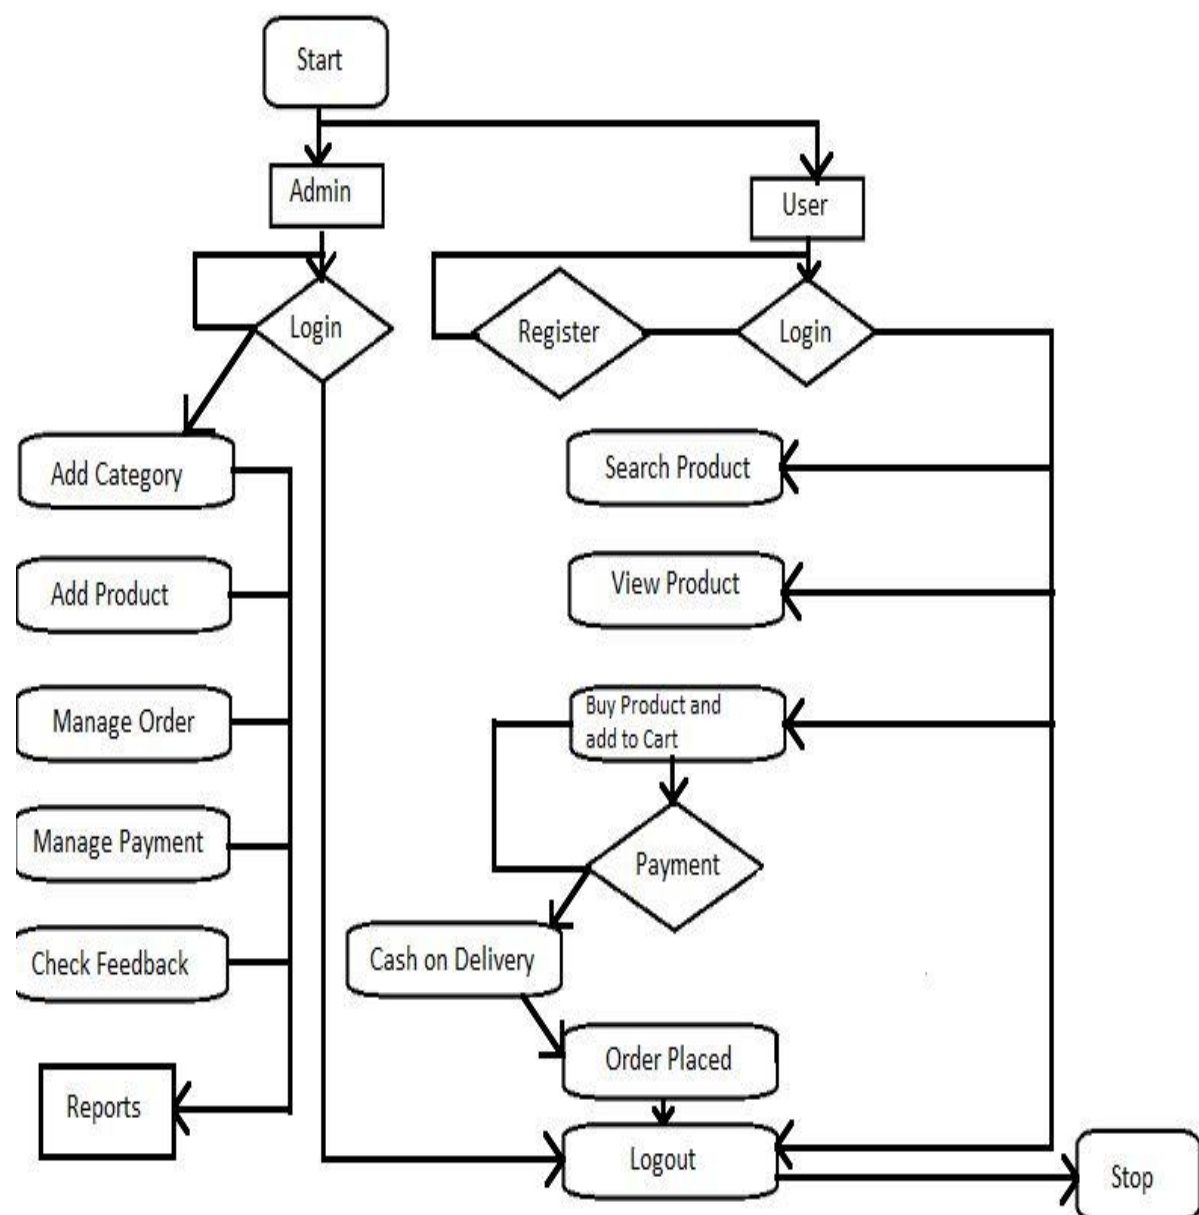 Start
Admin
User
Login
Register
Login
Add Category
Search Product
Add Product
View Product
Manage Order
Buy Product and
add to Cart
Manage Payment
Payment
Check Feedback
Cash on Delivery
Order Placed
Reports
Logout
Stop